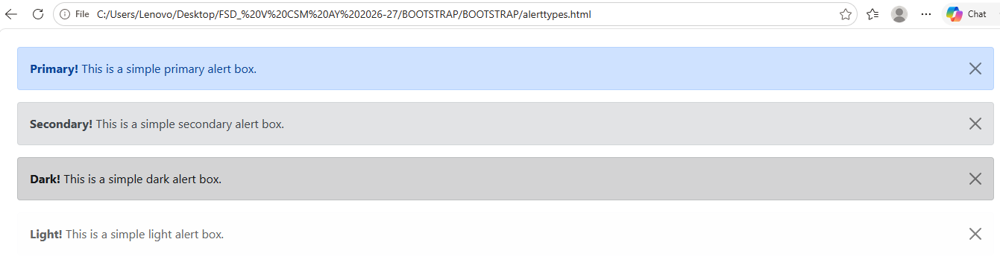 File C:/Users/Lenovo/Desktop/FSD_%20V%20CSM%20AY%202026-27/BOOTSTRAP/BOOTSTRAP/alerttypes.html Chat
Primary! This is a simple primary alert box.
Secondary! This is a simple secondary alert box.
Dark! This is a simple dark alert box.
Light! This is a simple light alert box.